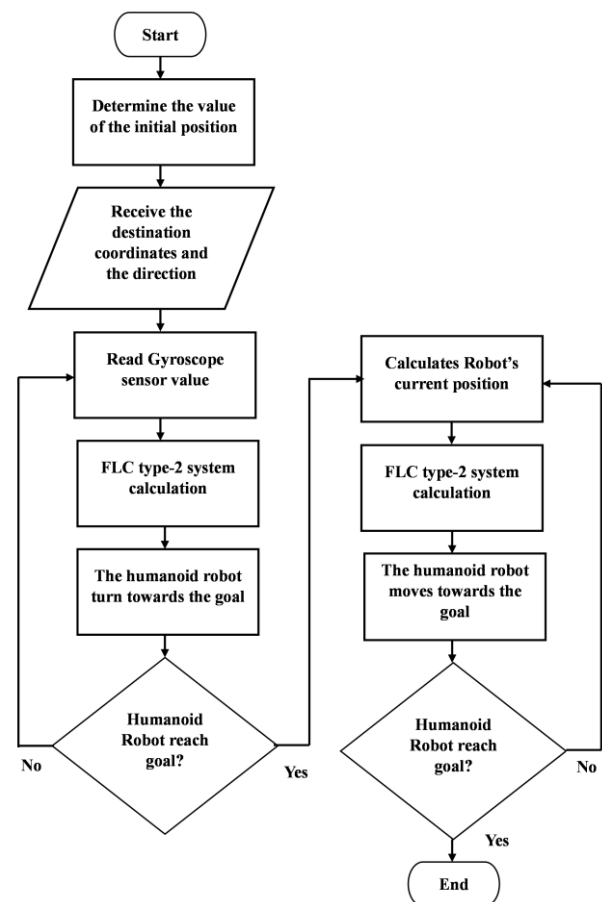 Start
Determine the value
of the initial position
Receive the
destination
coordinates and
the direction
Read Gyroscope
sensor value
FLC type-2 system
calculation
The humanoid robot
turn towards the goal
Humanoid
Robot reach
goal?
No
Yes
Calculates Robot's
current position
FLC type-2 system
calculation
The humanoid robot
moves towards the
goal
Humanoid
Robot reach
goal?
No
Yes
End